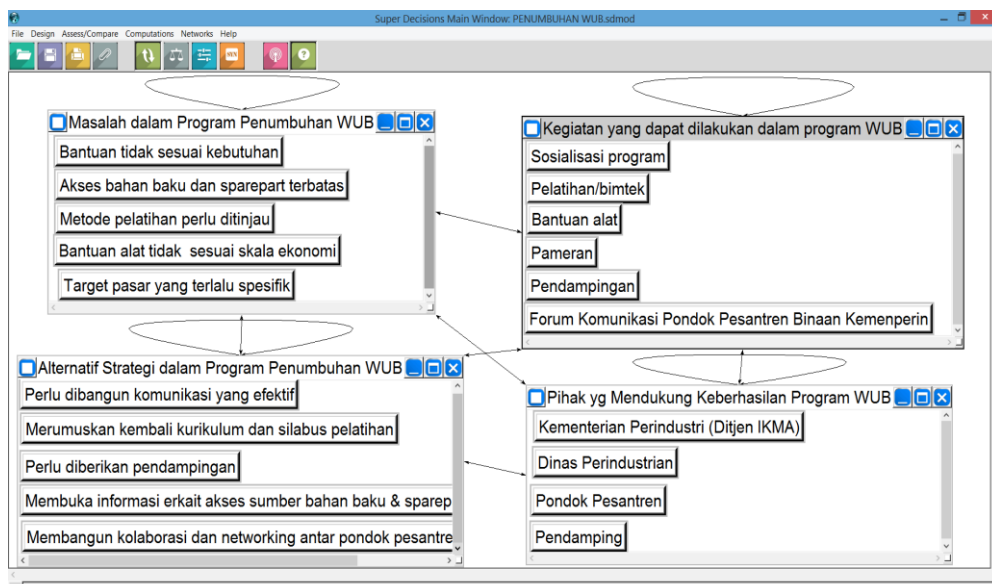 Super Decisions Main Window: PENUMBUHAN WUB.sdmod
File Design Assess/Compare Computations Networks Help
Masalah dalam Program Penumbuhan WUB
Bantuan tidak sesuai kebutuhan
Akses bahan baku dan sparepart terbatas
Metode pelatihan perlu ditinjau
Bantuan alat tidak sesuai skala ekonomi
Target pasar yang terlalu spesifik
Kegiatan yang dapat dilakukan dalam program WUB
Sosialisasi program
Pelatihan/bimtek
Bantuan alat
Pameran
Pendampingan
Forum Komunikasi Pondok Pesantren Binaan Kemenperin
Alternatif Strategi dalam Program Penumbuhan WUB
Perlu dibangun komunikasi yang efektif
Merumuskan kembali kurikulum dan silabus pelatihan
Perlu diberikan pendampingan
Membuka informasi erkait akses sumber bahan baku & sparep
Membangun kolaborasi dan networking antar pondok pesantre
Pihak yg Mendukung Keberhasilan Program WUB
Kementerian Perindustri (Ditjen IKMA)
Dinas Perindustrian
Pondok Pesantren
Pendamping